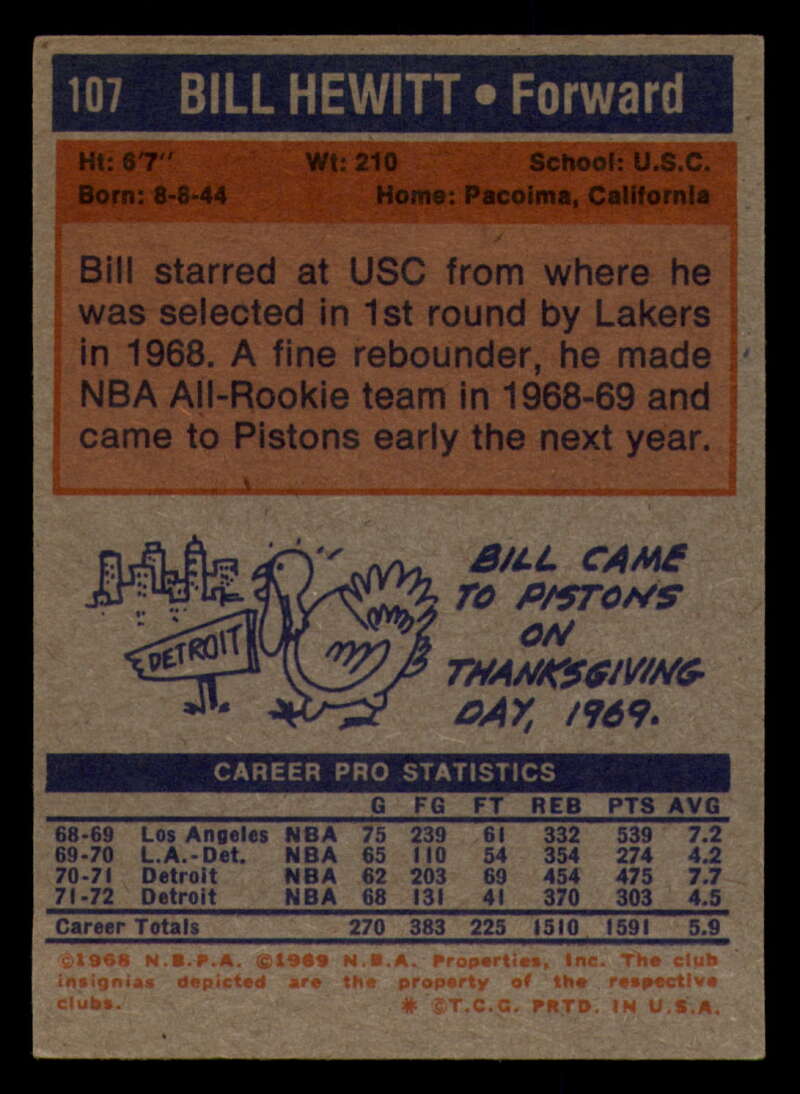 107 BILL HEWITT • Forward
Ht: 6'7" Wt: 210 School: U.S.C.
Born: 8-8-44 Home: Pacoima, California
Bill starred at USC from where he
was selected in 1st round by Lakers
in 1968. A fine rebounder, he made
NBA All-Rookie team in 1968-69 and
came to Pistons early the next year.
DETROIT
BILL CAME
TO PISTONS
ON
THANKSGIVING
DAY, 1969.
CAREER PRO STATISTICS
G FG FT REB PTS AVG
68-69 Los Angeles NBA 75 239 61 332 539 7.2
69-70 L.A.-Det. NBA 65 110 54 354 274 4.2
70-71 Detroit NBA 62 203 69 454 475 7.7
71-72 Detroit NBA 68 131 41 370 303 4.5
Career Totals 270 383 225 1510 1591 5.9
©1968 N.B.P.A. ©1969 N.B.A. Properties, Inc. The club
insignias depicted are the property of the respective
clubs. * ©T.C.G. PRTD. IN U.S.A.